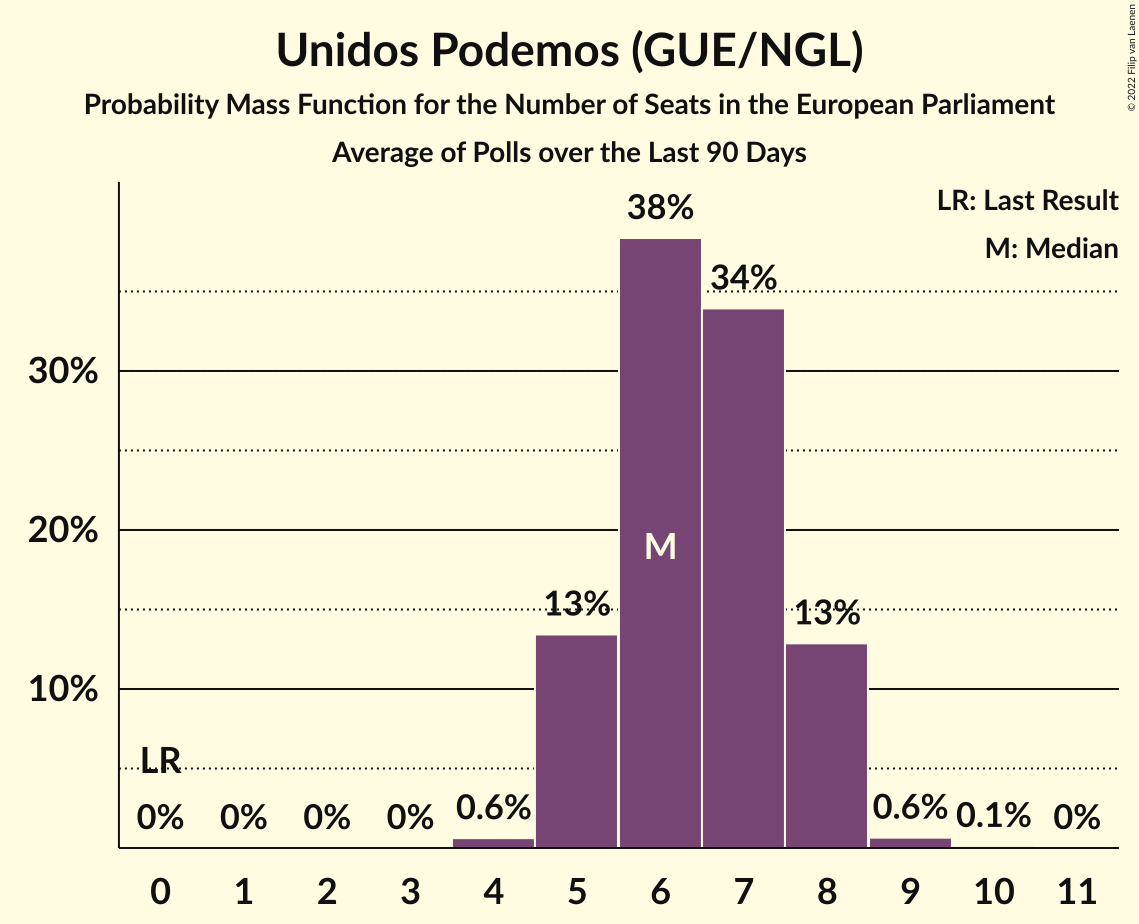 Unidos Podemos (GUE/NGL)
Probability Mass Function for the Number of Seats in the European Parliament
Average of Polls over the Last 90 Days
© 2022 Filip van Laenen
LR: Last Result
M: Median
38%
34%
30%
20%
M
13%
13%
10%
LR
0%
0%
0%
0%
0.6%
0.6%
0.1%
0%
0 1 2 3 4 5 6 7 8 9 10 11